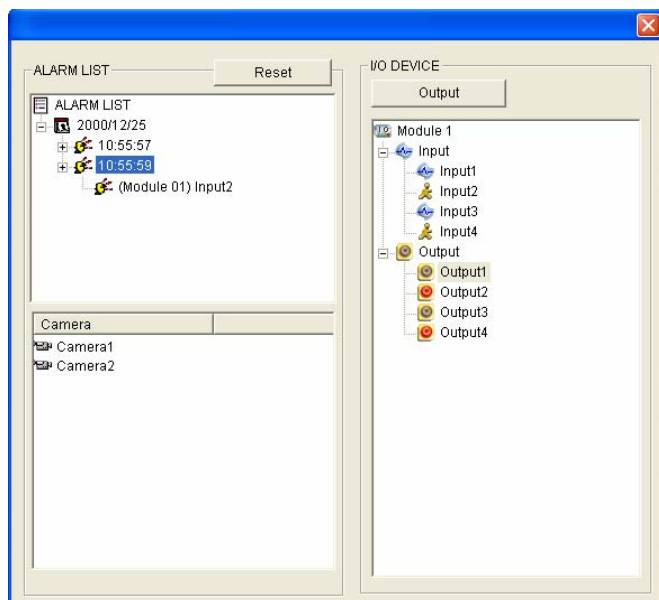 ALARM LIST
Reset
ALARM LIST
2000/12/25
10:55:57
10:55:59
(Module 01) Input2
Camera
Camera1
Camera2
I/O DEVICE
Output
Module 1
Input
Input1
Input2
Input3
Input4
Output
Output1
Output2
Output3
Output4